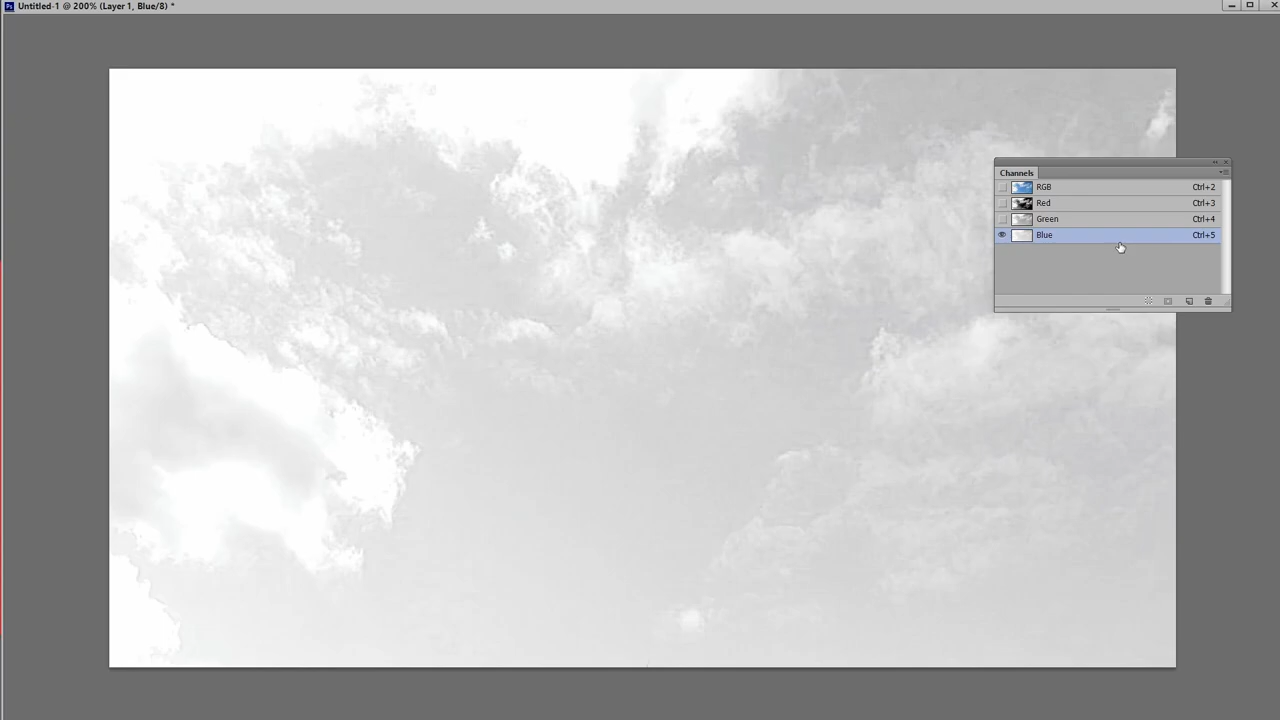 Ps Untitled-1 @ 200% (Layer 1, Blue/8) *
Channels
RGB Ctrl+2
Red Ctrl+3
Green Ctrl+4
Blue Ctrl+5